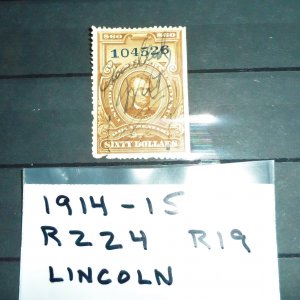 $60 $60
104526
SIXTY DOLLARS
1914-15
R224 R19
LINCOLN